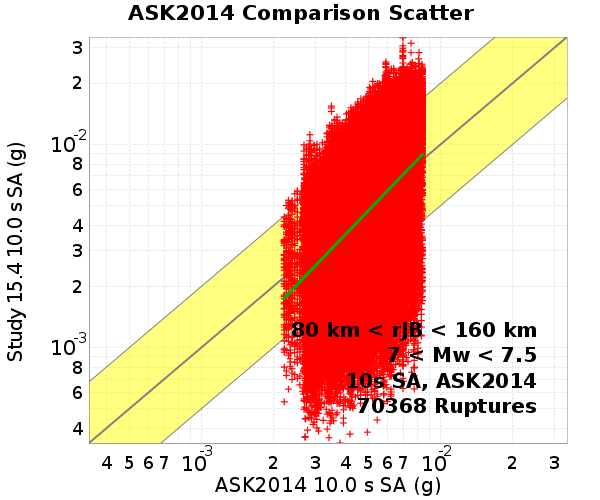 ASK2014 Comparison Scatter
Study 15.4 10.0 s SA (g)
3
2
10⁻²
8
6
4
3
2
10⁻³
8
6
4
80 km < rJB < 160 km
7 < Mw < 7.5
10s SA, ASK2014
70368 Ruptures
4 5 6 7 10⁻³ 2 3 4 5 6 7 10⁻² 2 3
ASK2014 10.0 s SA (g)